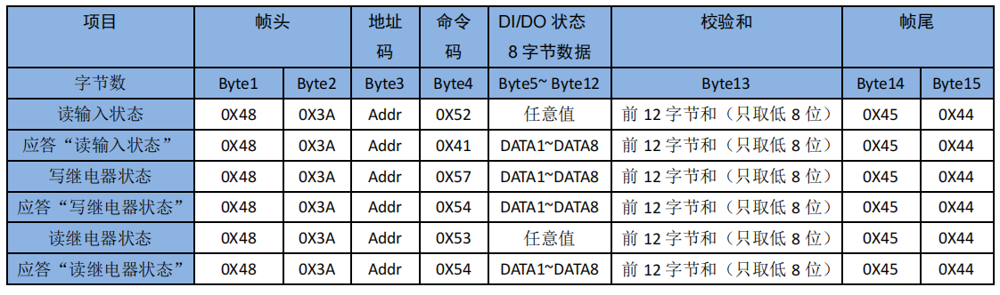 项目 帧头 地址码 命令码 DI/DO 状态 8 字节数据 校验和 帧尾
字节数 Byte1 Byte2 Byte3 Byte4 Byte5~ Byte12 Byte13 Byte14 Byte15
读输入状态 0X48 0X3A Addr 0X52 任意值 前 12 字节和（只取低 8 位） 0X45 0X44
应答“读输入状态” 0X48 0X3A Addr 0X41 DATA1~DATA8 前 12 字节和（只取低 8 位） 0X45 0X44
写继电器状态 0X48 0X3A Addr 0X57 DATA1~DATA8 前 12 字节和（只取低 8 位） 0X45 0X44
应答“写继电器状态” 0X48 0X3A Addr 0X54 DATA1~DATA8 前 12 字节和（只取低 8 位） 0X45 0X44
读继电器状态 0X48 0X3A Addr 0X53 任意值 前 12 字节和（只取低 8 位） 0X45 0X44
应答“读继电器状态” 0X48 0X3A Addr 0X54 DATA1~DATA8 前 12 字节和（只取低 8 位） 0X45 0X44